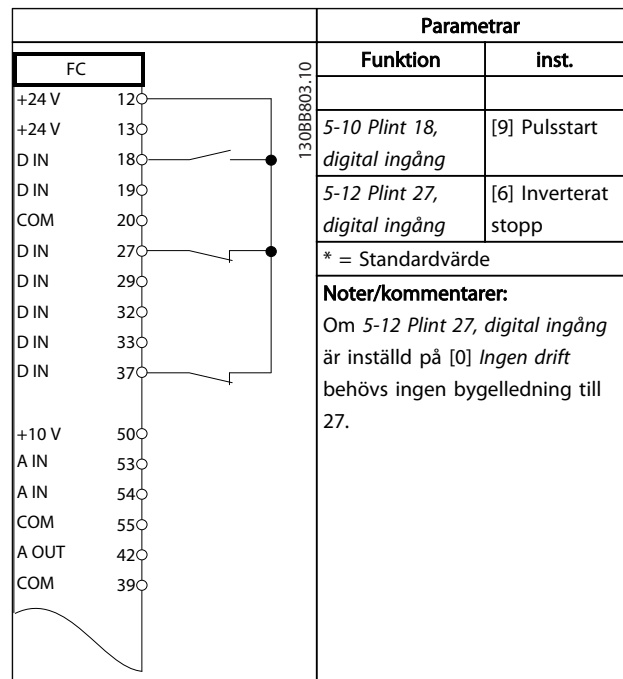 Parametrar
FC
Funktion inst.
130BB803.10
+24 V 12
+24 V 13
D IN 18
D IN 19
COM 20
D IN 27
D IN 29
D IN 32
D IN 33
D IN 37
+10 V 50
A IN 53
A IN 54
COM 55
A OUT 42
COM 39
5-10 Plint 18, [9] Pulsstart
digital ingång
5-12 Plint 27, [6] Inverterat
digital ingång stopp
* = Standardvärde
Noter/kommentarer:
Om 5-12 Plint 27, digital ingång
är inställd på [0] Ingen drift
behövs ingen bygelledning till
27.